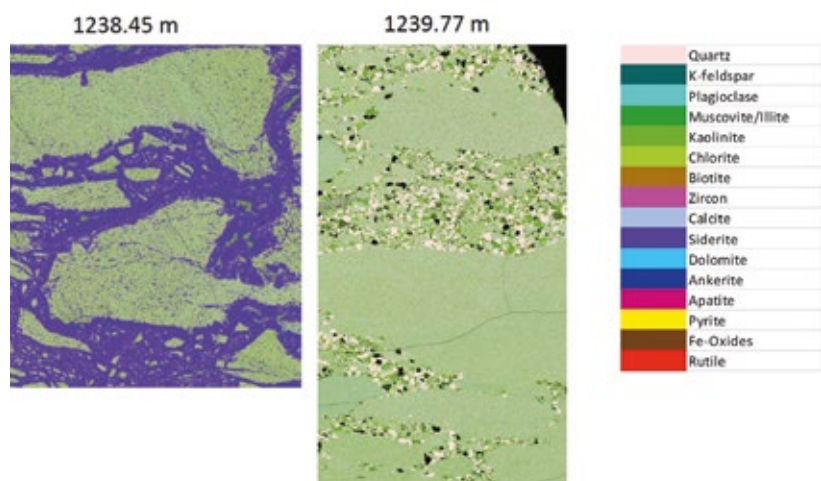 1238.45 m
1239.77 m
Quartz
K-feldspar
Plagioclase
Muscovite/Illite
Kaolinite
Chlorite
Biotite
Zircon
Calcite
Siderite
Dolomite
Ankerite
Apatite
Pyrite
Fe-Oxides
Rutile